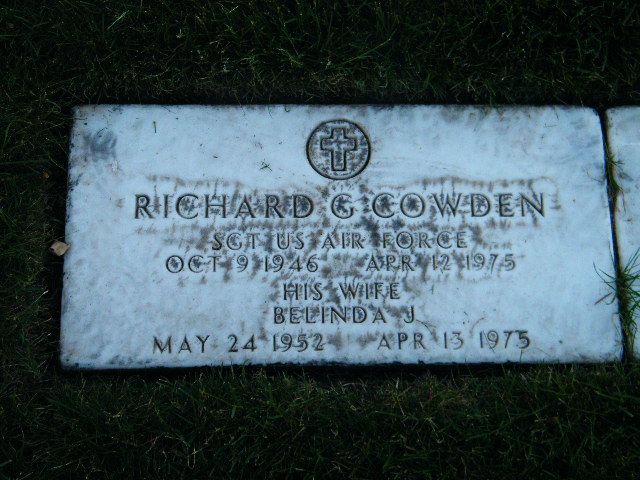 RICHARD G COWDEN
SGT US AIR FORCE
OCT 9 1946 APR 12 1975
HIS WIFE
BELINDA J
MAY 24 1952 APR 13 1975